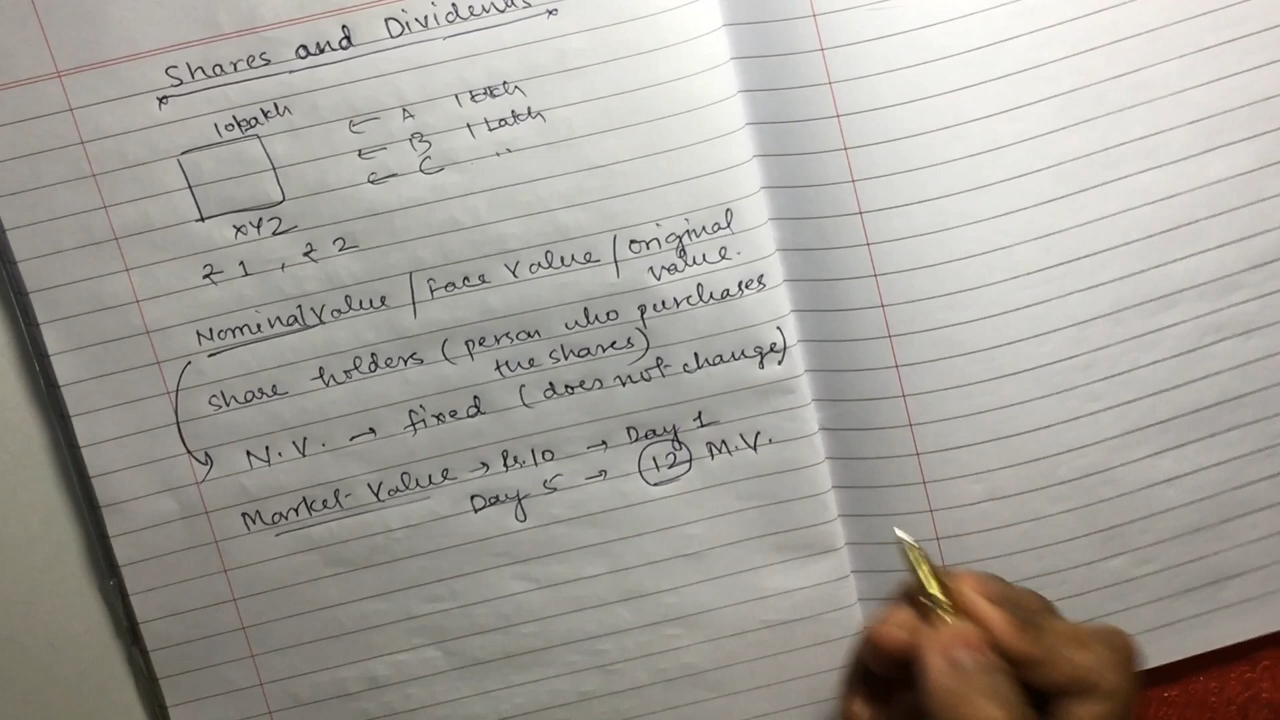 Shares and Dividends
10 lakh
← A 1 lakh
← B 1 Lakh
← C "
XYZ
₹ 1 , ₹ 2
Nominal Value / Face Value / original value.
share holders (person who purchases the shares)
N.V. → fixed (does not change)
Market Value → Rs.10 → Day 1
Day 5 → 12 M.V.